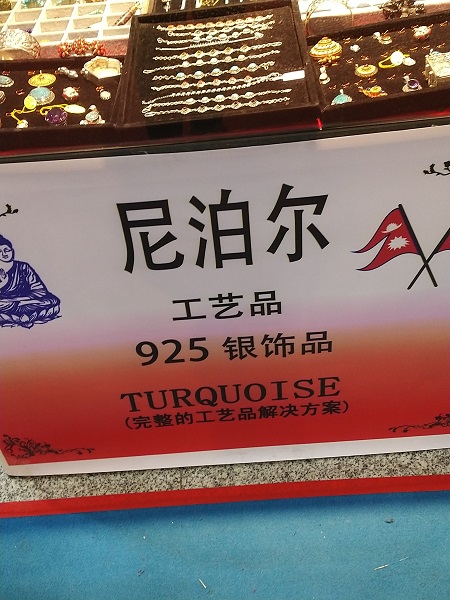 尼泊尔
工艺品
925 银饰品
TURQUOISE
(完整的工艺品解决方案)